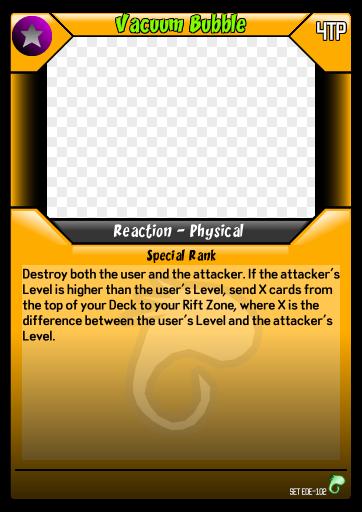 Vacuum Bubble
4TP
Reaction - Physical
Special Rank
Destroy both the user and the attacker. If the attacker's
Level is higher than the user's Level, send X cards from
the top of your Deck to your Rift Zone, where X is the
difference between the user's Level and the attacker's
Level.
SET EOE-102